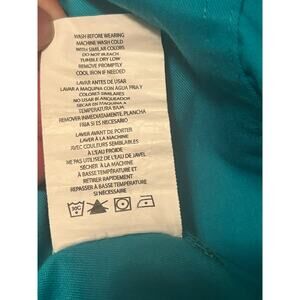 WASH BEFORE WEARING
MACHINE WASH COLD
WITH SIMILAR COLORS
DO NOT BLEACH
TUMBLE DRY LOW
REMOVE PROMPTLY
COOL IRON IF NEEDED
LAVAR ANTES DE USAR
LAVAR A MAQUINA CON AGUA FRIA Y
COLORES SIMILARES
NO USAR BLANQUEADOR
SECAR EN MAQUINA A
TEMPERATURA BAJA
REMOVER INMEDIATAMENTE, PLANCHA
FRIA SI ES NECESARIO
LAVER AVANT DE PORTER
LAVER À LA MACHINE
AVEC COULEURS SEMBLABLES
À L'EAU FROIDE
NE PAS UTILISEZ DE L'EAU DE JAVEL
SÉCHER À LA MACHINE
À BASSE TEMPÉRATURE ET
RETIRER RAPIDEMENT
REPASSER À BASSE TEMPÉRATURE
SI NÉCESSAIRE
30C